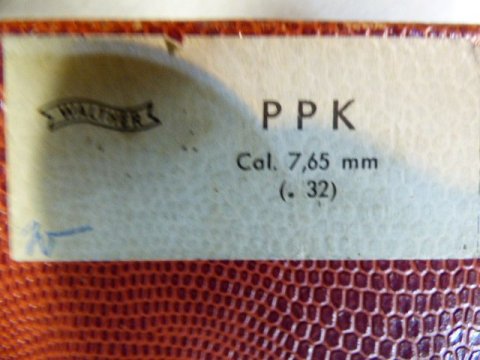 WALTHER
PPK
Cal. 7,65 mm
(. 32)